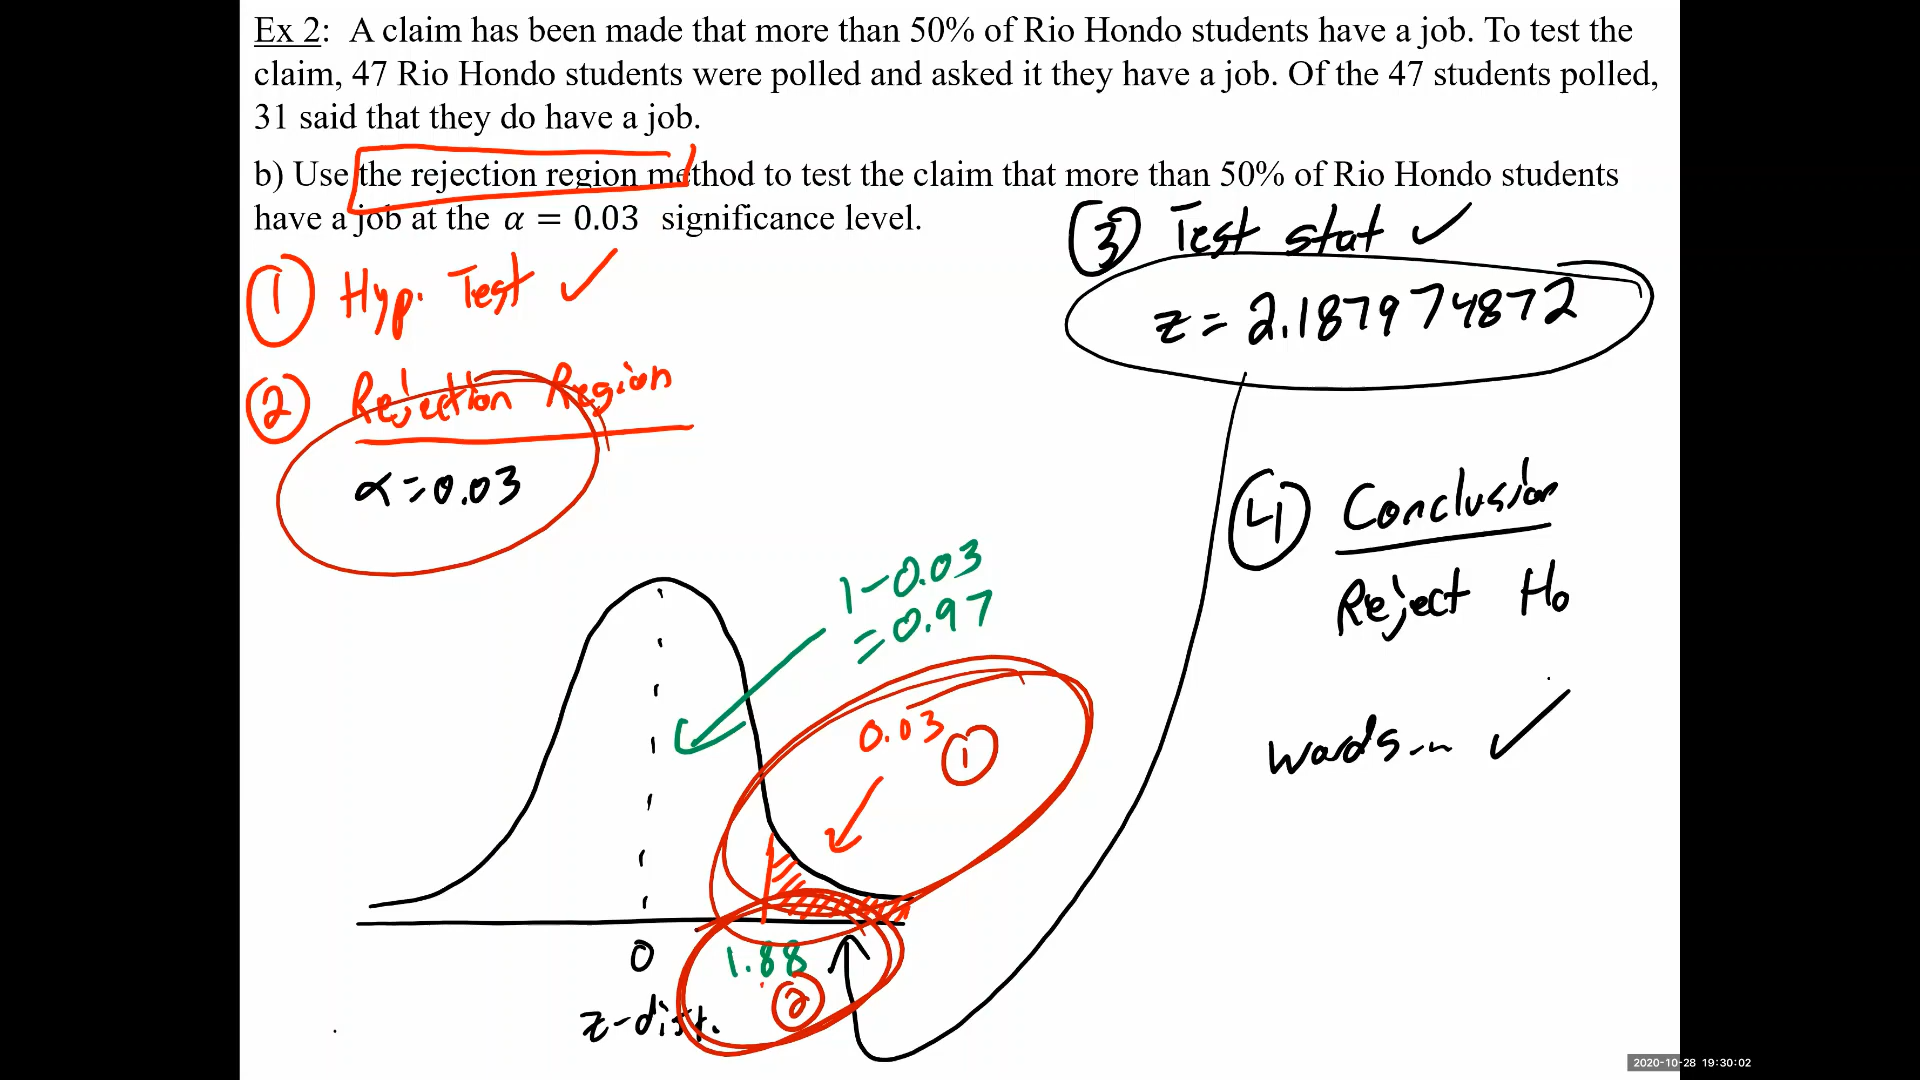 Ex 2: A claim has been made that more than 50% of Rio Hondo students have a job. To test the
claim, 47 Rio Hondo students were polled and asked it they have a job. Of the 47 students polled,
31 said that they do have a job.
b) Use the rejection region method to test the claim that more than 50% of Rio Hondo students
have a job at the α = 0.03 significance level.
① Hyp. Test ✓
② Rejection Region
α = 0.03
1-0.03
= 0.97
0.03 ①
0
1.88
②
z-dist.
③ Test stat ✓
z = 2.187974872
④ Conclusion
Reject H₀
words... ✓
2020-10-28 19:30:02